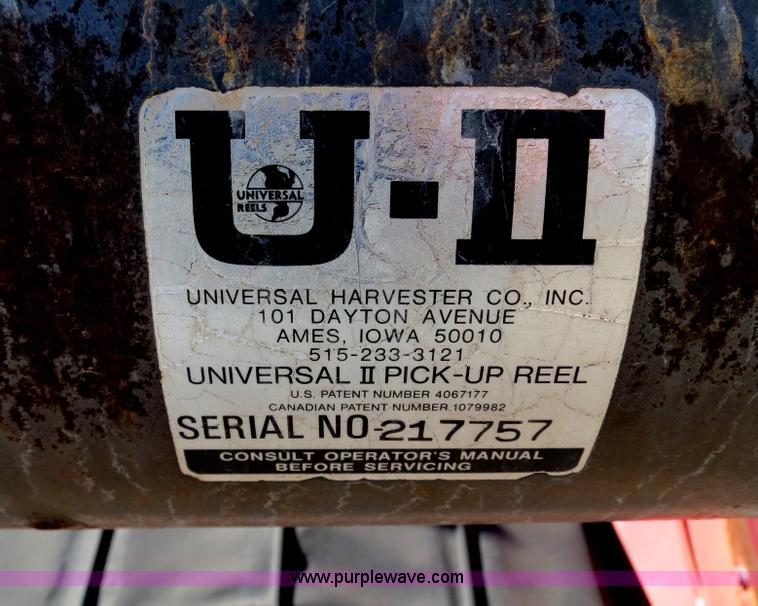 U-II
UNIVERSAL
REELS
UNIVERSAL HARVESTER CO., INC.
101 DAYTON AVENUE
AMES, IOWA 50010
515-233-3121
UNIVERSAL II PICK-UP REEL
U.S. PATENT NUMBER 4067177
CANADIAN PATENT NUMBER 1079982
SERIAL NO-217757
CONSULT OPERATOR'S MANUAL
BEFORE SERVICING
www.purplewave.com